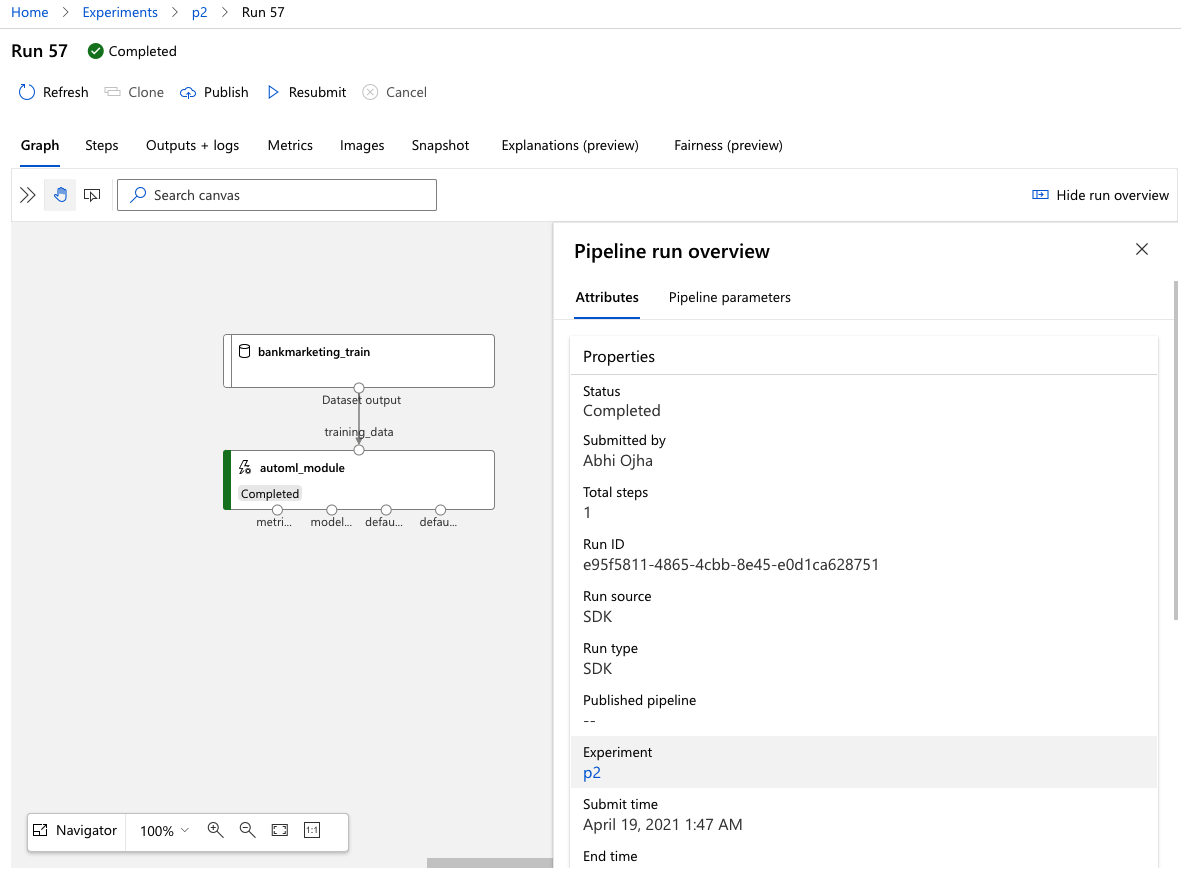 Home > Experiments > p2 > Run 57
Run 57 Completed
Refresh Clone Publish Resubmit Cancel
Graph Steps Outputs + logs Metrics Images Snapshot Explanations (preview) Fairness (preview)
Search canvas Hide run overview
bankmarketing_train
Dataset output
training_data
automl_module
Completed
metri... model... defau... defau...
Navigator 100% 1:1
Pipeline run overview
Attributes Pipeline parameters
Properties
Status
Completed
Submitted by
Abhi Ojha
Total steps
1
Run ID
e95f5811-4865-4cbb-8e45-e0d1ca628751
Run source
SDK
Run type
SDK
Published pipeline
--
Experiment
p2
Submit time
April 19, 2021 1:47 AM
End time